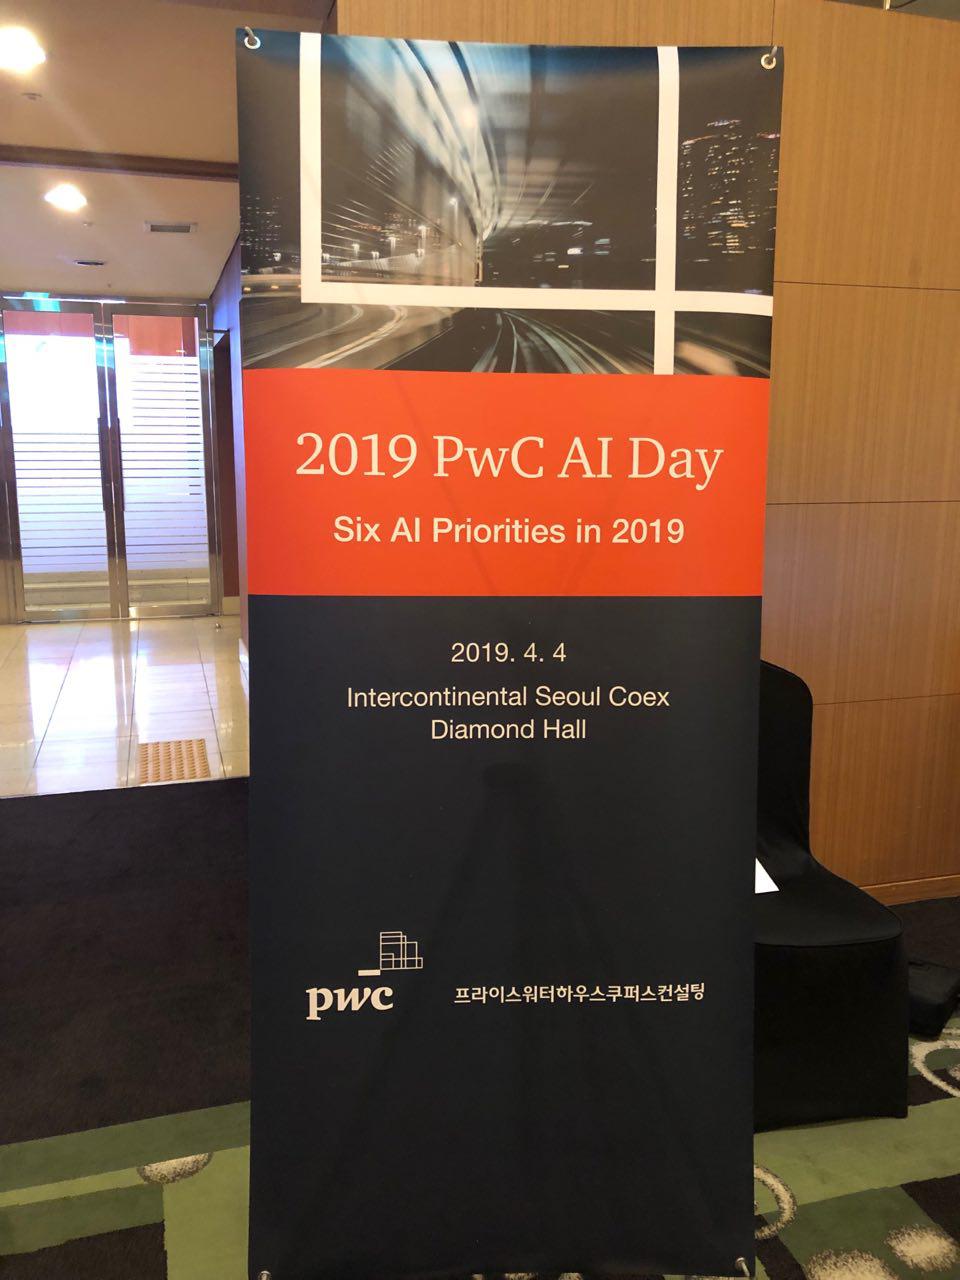 2019 PwC AI Day
Six AI Priorities in 2019
2019. 4. 4
Intercontinental Seoul Coex
Diamond Hall
pwc
프라이스워터하우스쿠퍼스컨설팅